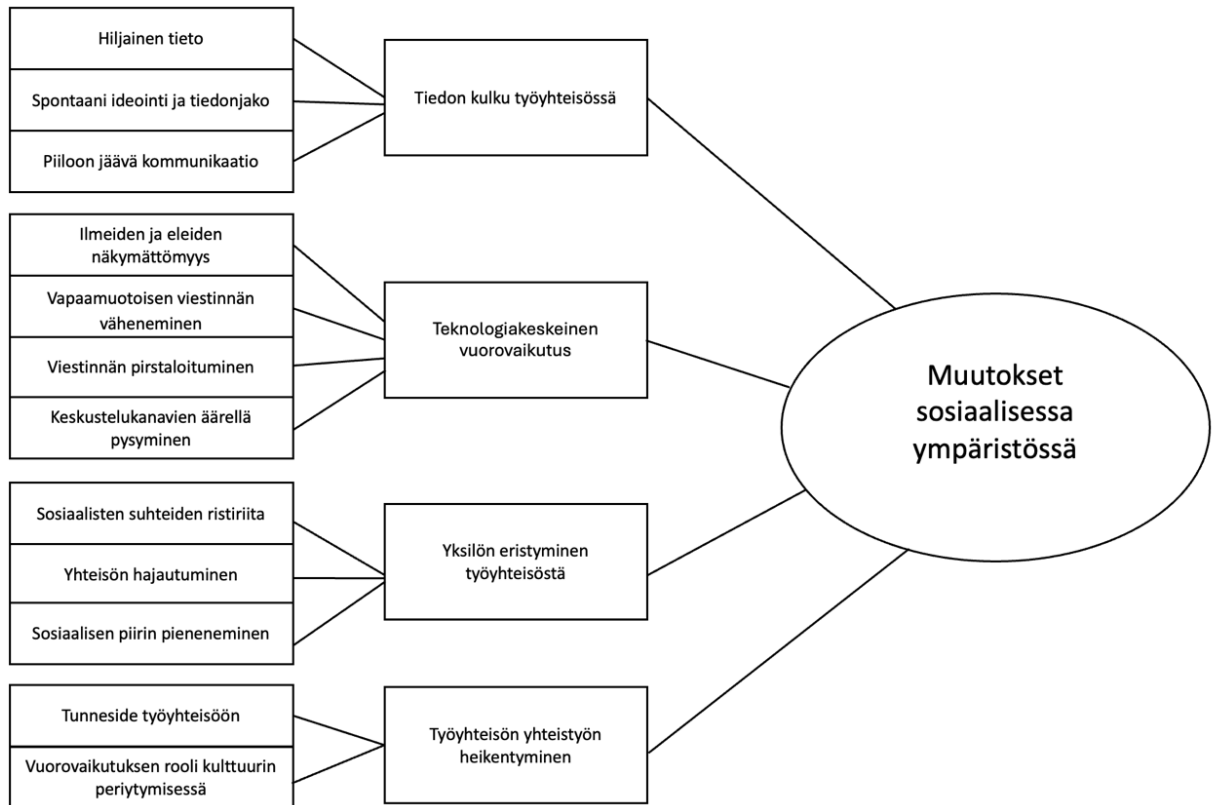 Hiljainen tieto
Spontaani ideointi ja tiedonjako
Piiloon jäävä kommunikaatio
Tiedon kulku työyhteisössä
Ilmeiden ja eleiden
näkymättömyys
Vapaamuotoisen viestinnän
väheneminen
Viestinnän pirstaloituminen
Keskustelukanavien äärellä
pysyminen
Teknologiakeskeinen
vuorovaikutus
Sosiaalisten suhteiden ristiriita
Yhteisön hajautuminen
Sosiaalisen piirin pieneneminen
Yksilön eristyminen
työyhteisöstä
Tunneside työyhteisöön
Vuorovaikutuksen rooli kulttuurin
periytymisessä
Työyhteisön yhteistyön
heikentyminen
Muutokset
sosiaalisessa
ympäristössä